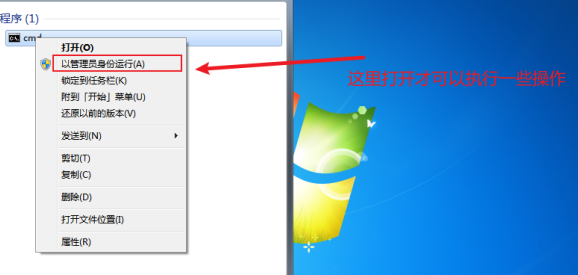 程序 (1)
cmd
打开(O)
以管理员身份运行(A)
这里打开才可以执行一些操作
锁定到任务栏(K)
附到「开始」菜单(U)
还原以前的版本(V)
发送到(N)
剪切(T)
复制(C)
删除(D)
打开文件位置(I)
属性(R)